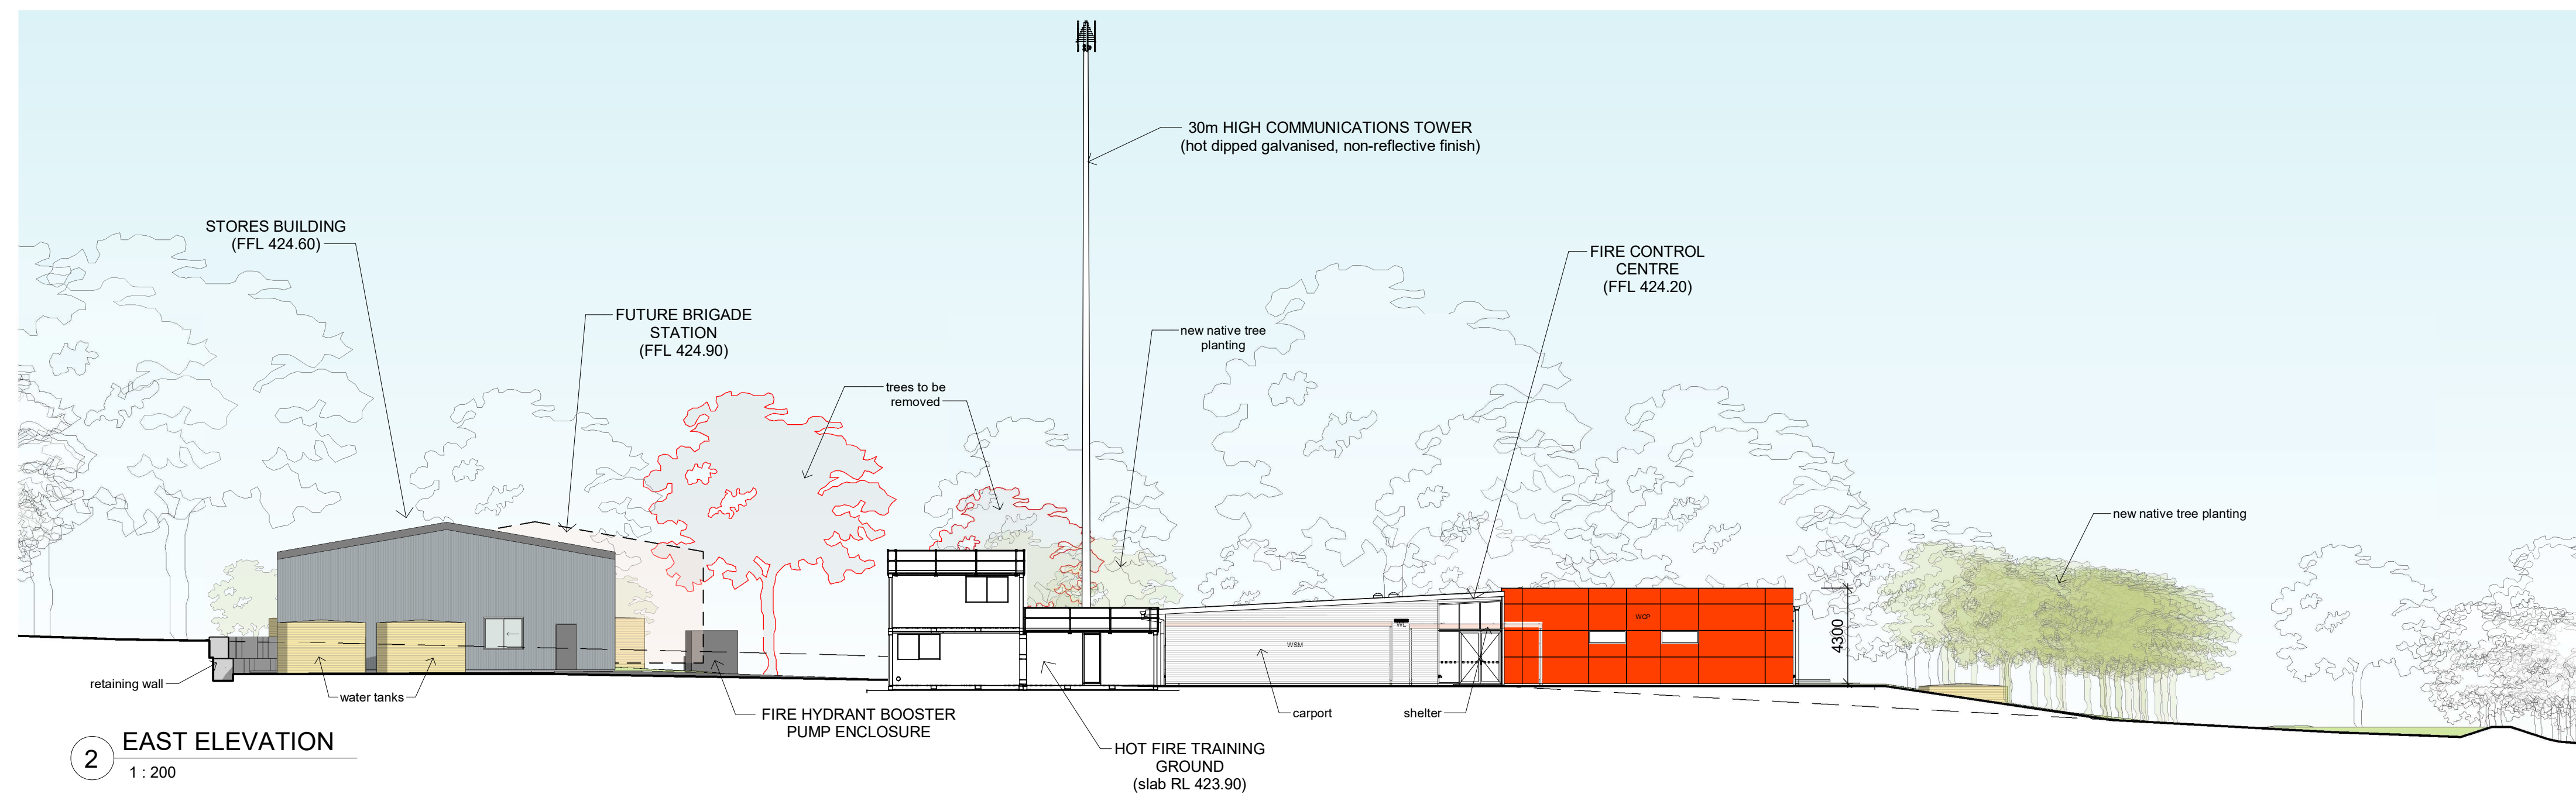 30m HIGH COMMUNICATIONS TOWER
(hot dipped galvanised, non-reflective finish)
STORES BUILDING
(FFL 424.60)
FIRE CONTROL
CENTRE
(FFL 424.20)
FUTURE BRIGADE
STATION
(FFL 424.90)
new native tree
planting
trees to be
removed
new native tree planting
WCP
WL
WSM
4300
retaining wall
water tanks
FIRE HYDRANT BOOSTER
PUMP ENCLOSURE
carport
shelter
HOT FIRE TRAINING
GROUND
(slab RL 423.90)
2
EAST ELEVATION
1 : 200